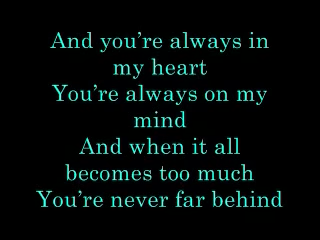 And you’re always in
my heart
You’re always on my
mind
And when it all
becomes too much
You’re never far behind